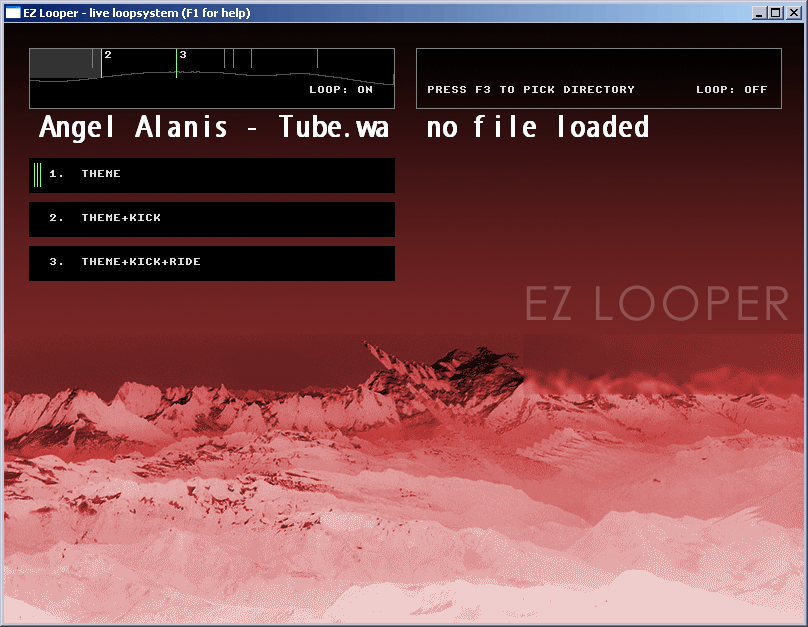 EZ Looper - live loopsystem (F1 for help)
2 3
LOOP: ON
PRESS F3 TO PICK DIRECTORY LOOP: OFF
Angel Alanis - Tube.wa
no file loaded
1. THEME
2. THEME+KICK
3. THEME+KICK+RIDE
EZ LOOPER